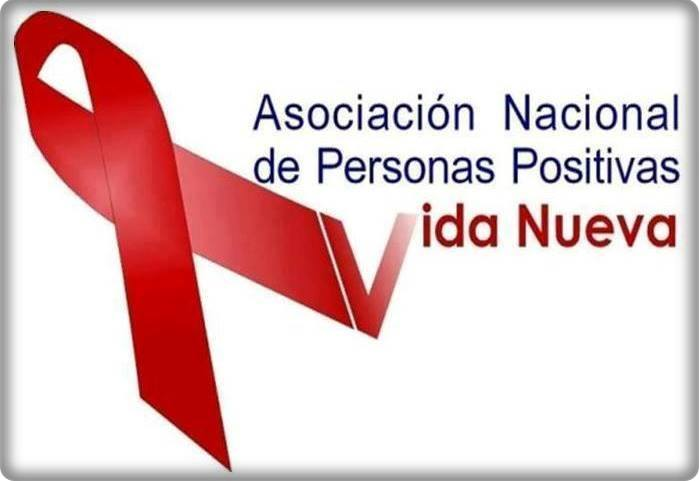 Asociación Nacional
de Personas Positivas
Vida Nueva